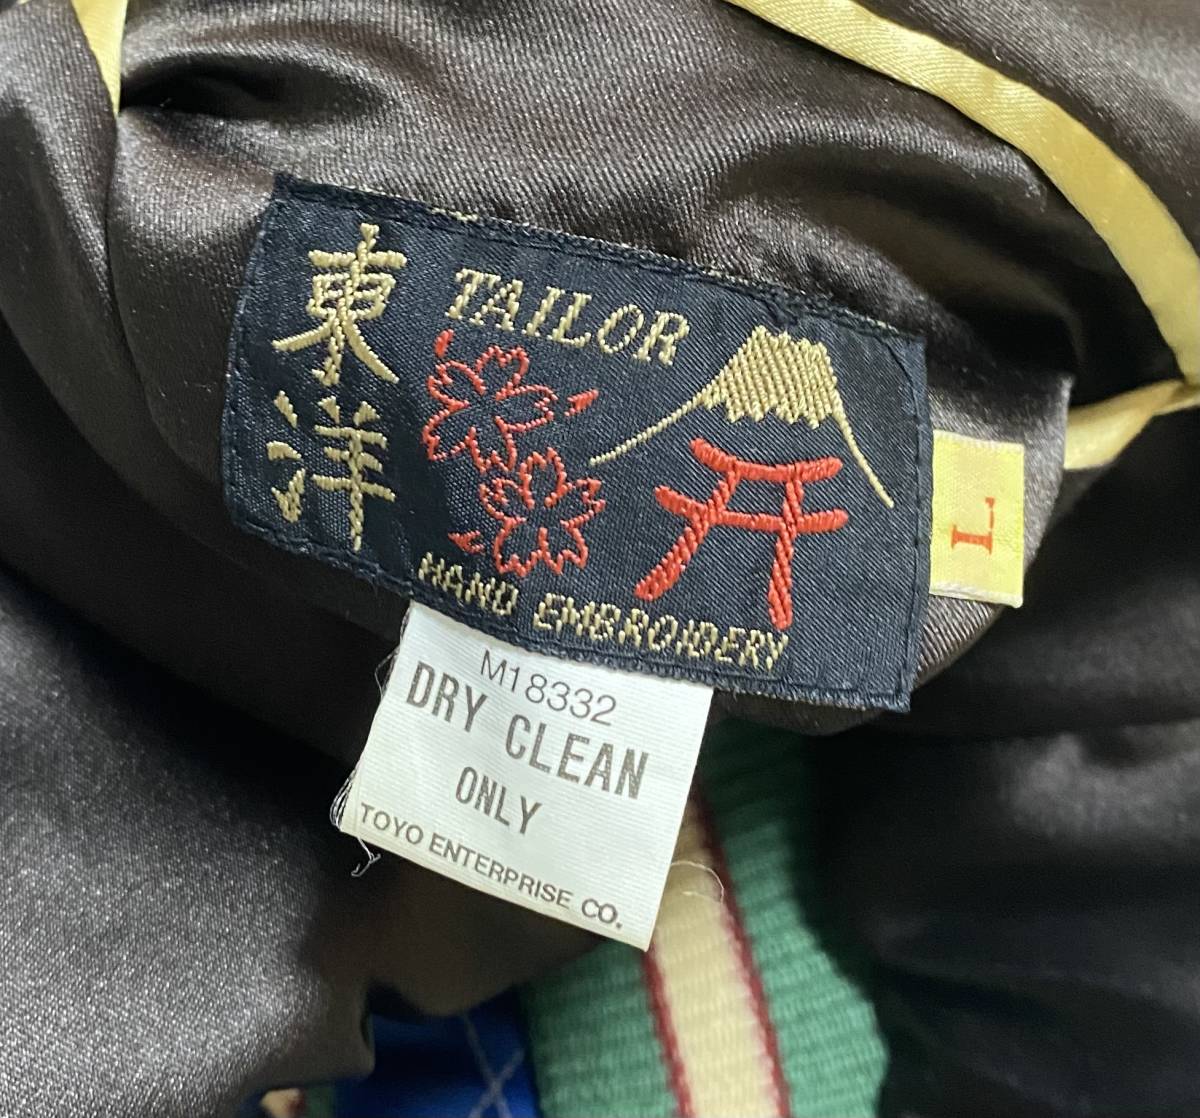 東洋
TAILOR
HAND EMBROIDERY
L
M18332
DRY CLEAN
ONLY
TOYO ENTERPRISE CO.